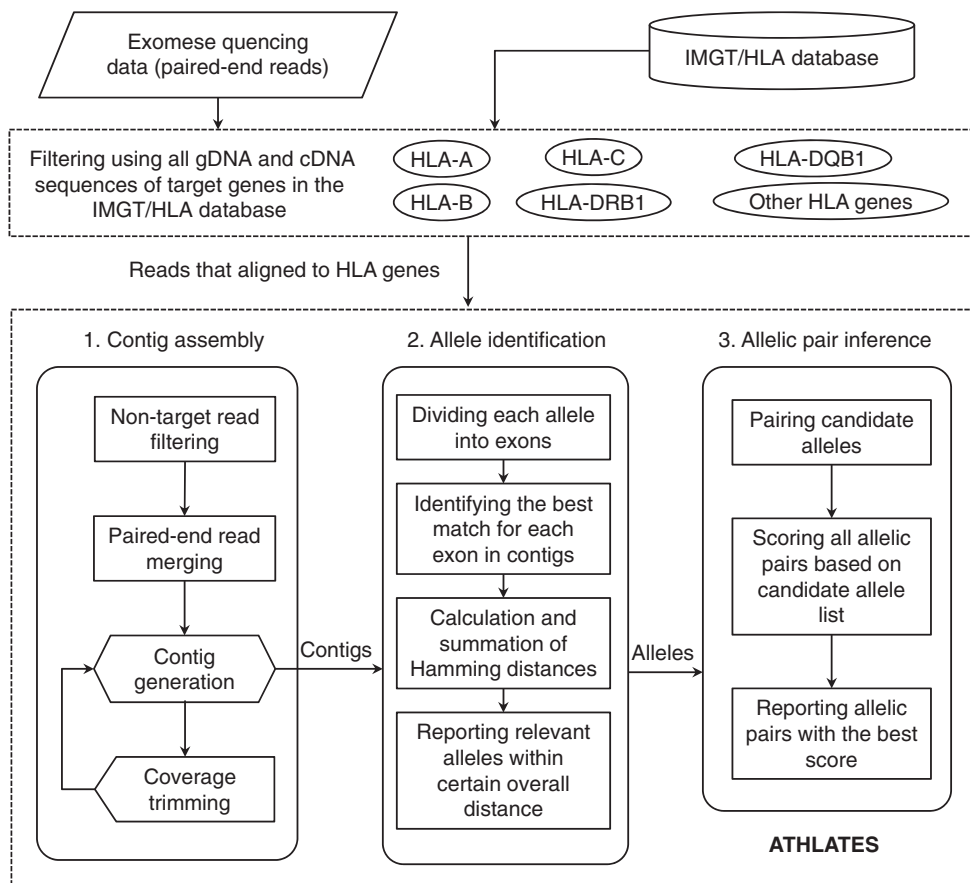 Exomese quencing
data (paired-end reads)
IMGT/HLA database
Filtering using all gDNA and cDNA
sequences of target genes in the
IMGT/HLA database
HLA-A
HLA-C
HLA-DQB1
HLA-B
HLA-DRB1
Other HLA genes
Reads that aligned to HLA genes
1. Contig assembly
Non-target read
filtering
Paired-end read
merging
Contig
generation
Coverage
trimming
Contigs
2. Allele identification
Dividing each allele
into exons
Identifying the best
match for each
exon in contigs
Calculation and
summation of
Hamming distances
Reporting relevant
alleles within
certain overall
distance
Alleles
3. Allelic pair inference
Pairing candidate
alleles
Scoring all allelic
pairs based on
candidate allele
list
Reporting allelic
pairs with the best
score
ATHLATES